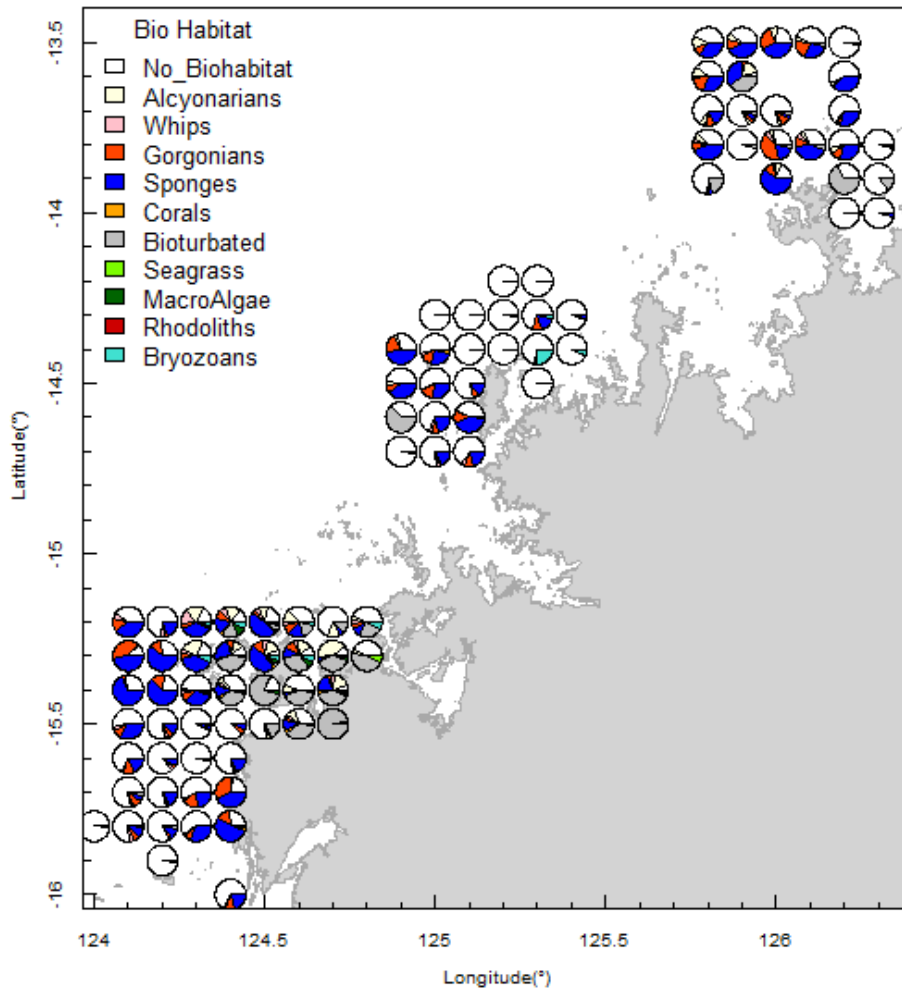 Bio Habitat
No_Biohabitat
Alcyonarians
Whips
Gorgonians
Sponges
Corals
Bioturbated
Seagrass
MacroAlgae
Rhodoliths
Bryozoans
-13.5
-14
-14.5
-15
-15.5
-16
Latitude(°)
124
124.5
125
125.5
126
Longitude(°)